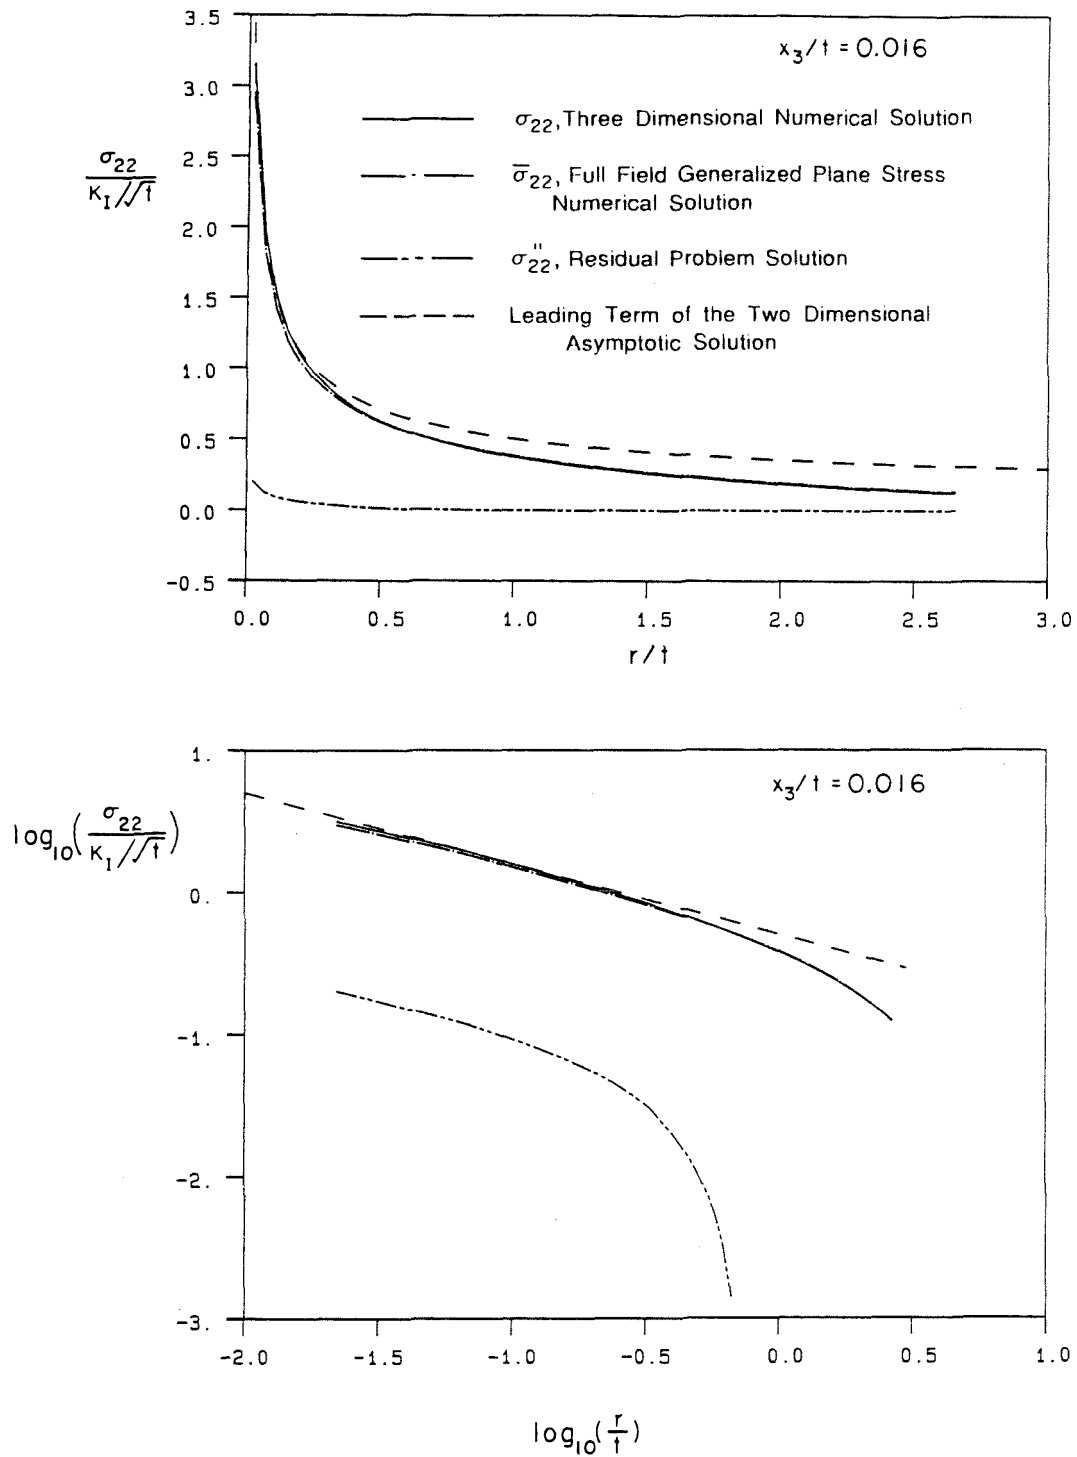 3.5
x₃/t = 0.016
3.0
σ₂₂, Three Dimensional Numerical Solution
2.5
σ₂₂
K_I/√t
σ̅₂₂, Full Field Generalized Plane Stress
Numerical Solution
2.0
σ₂₂'', Residual Problem Solution
1.5
Leading Term of the Two Dimensional
Asymptotic Solution
1.0
0.5
0.0
-0.5
0.0 0.5 1.0 1.5 2.0 2.5 3.0
r/t
1.
x₃/t = 0.016
log₁₀(σ₂₂ / K_I/√t)
0.
-1.
-2.
-3.
-2.0 -1.5 -1.0 -0.5 0.0 0.5 1.0
log₁₀(r/t)